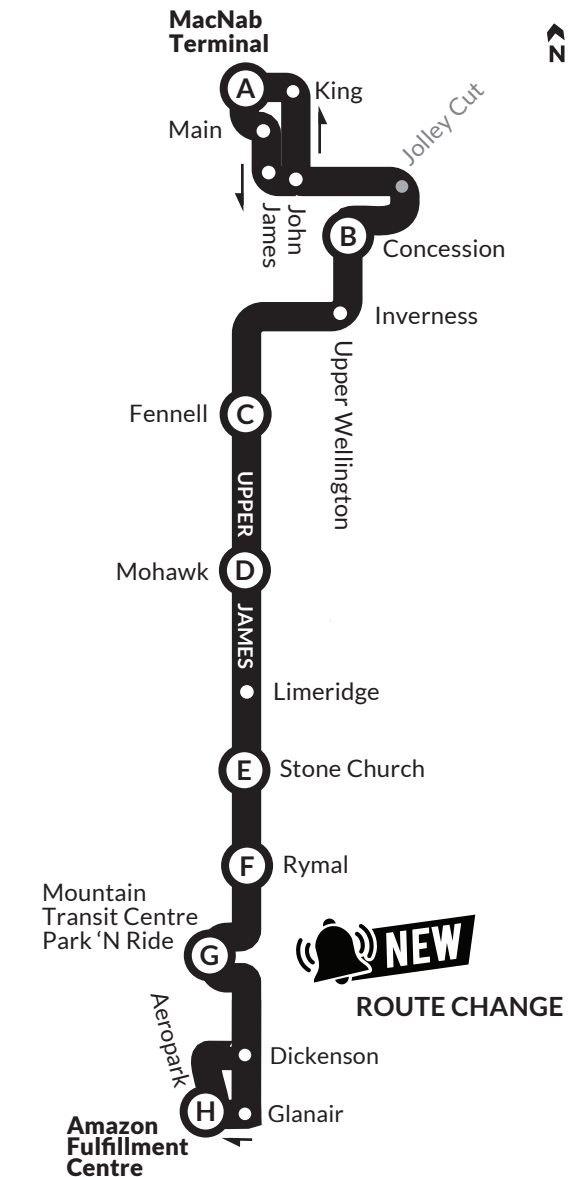 MacNab
Terminal
N
A
King
Main
Jolley Cut
James
John
B
Concession
Inverness
Upper Wellington
C
Fennell
UPPER
D
Mohawk
JAMES
Limeridge
E
Stone Church
F
Rymal
Mountain
Transit Centre
Park ‘N Ride
G
NEW
ROUTE CHANGE
Aeropark
Dickenson
H
Glanair
Amazon
Fulfillment
Centre